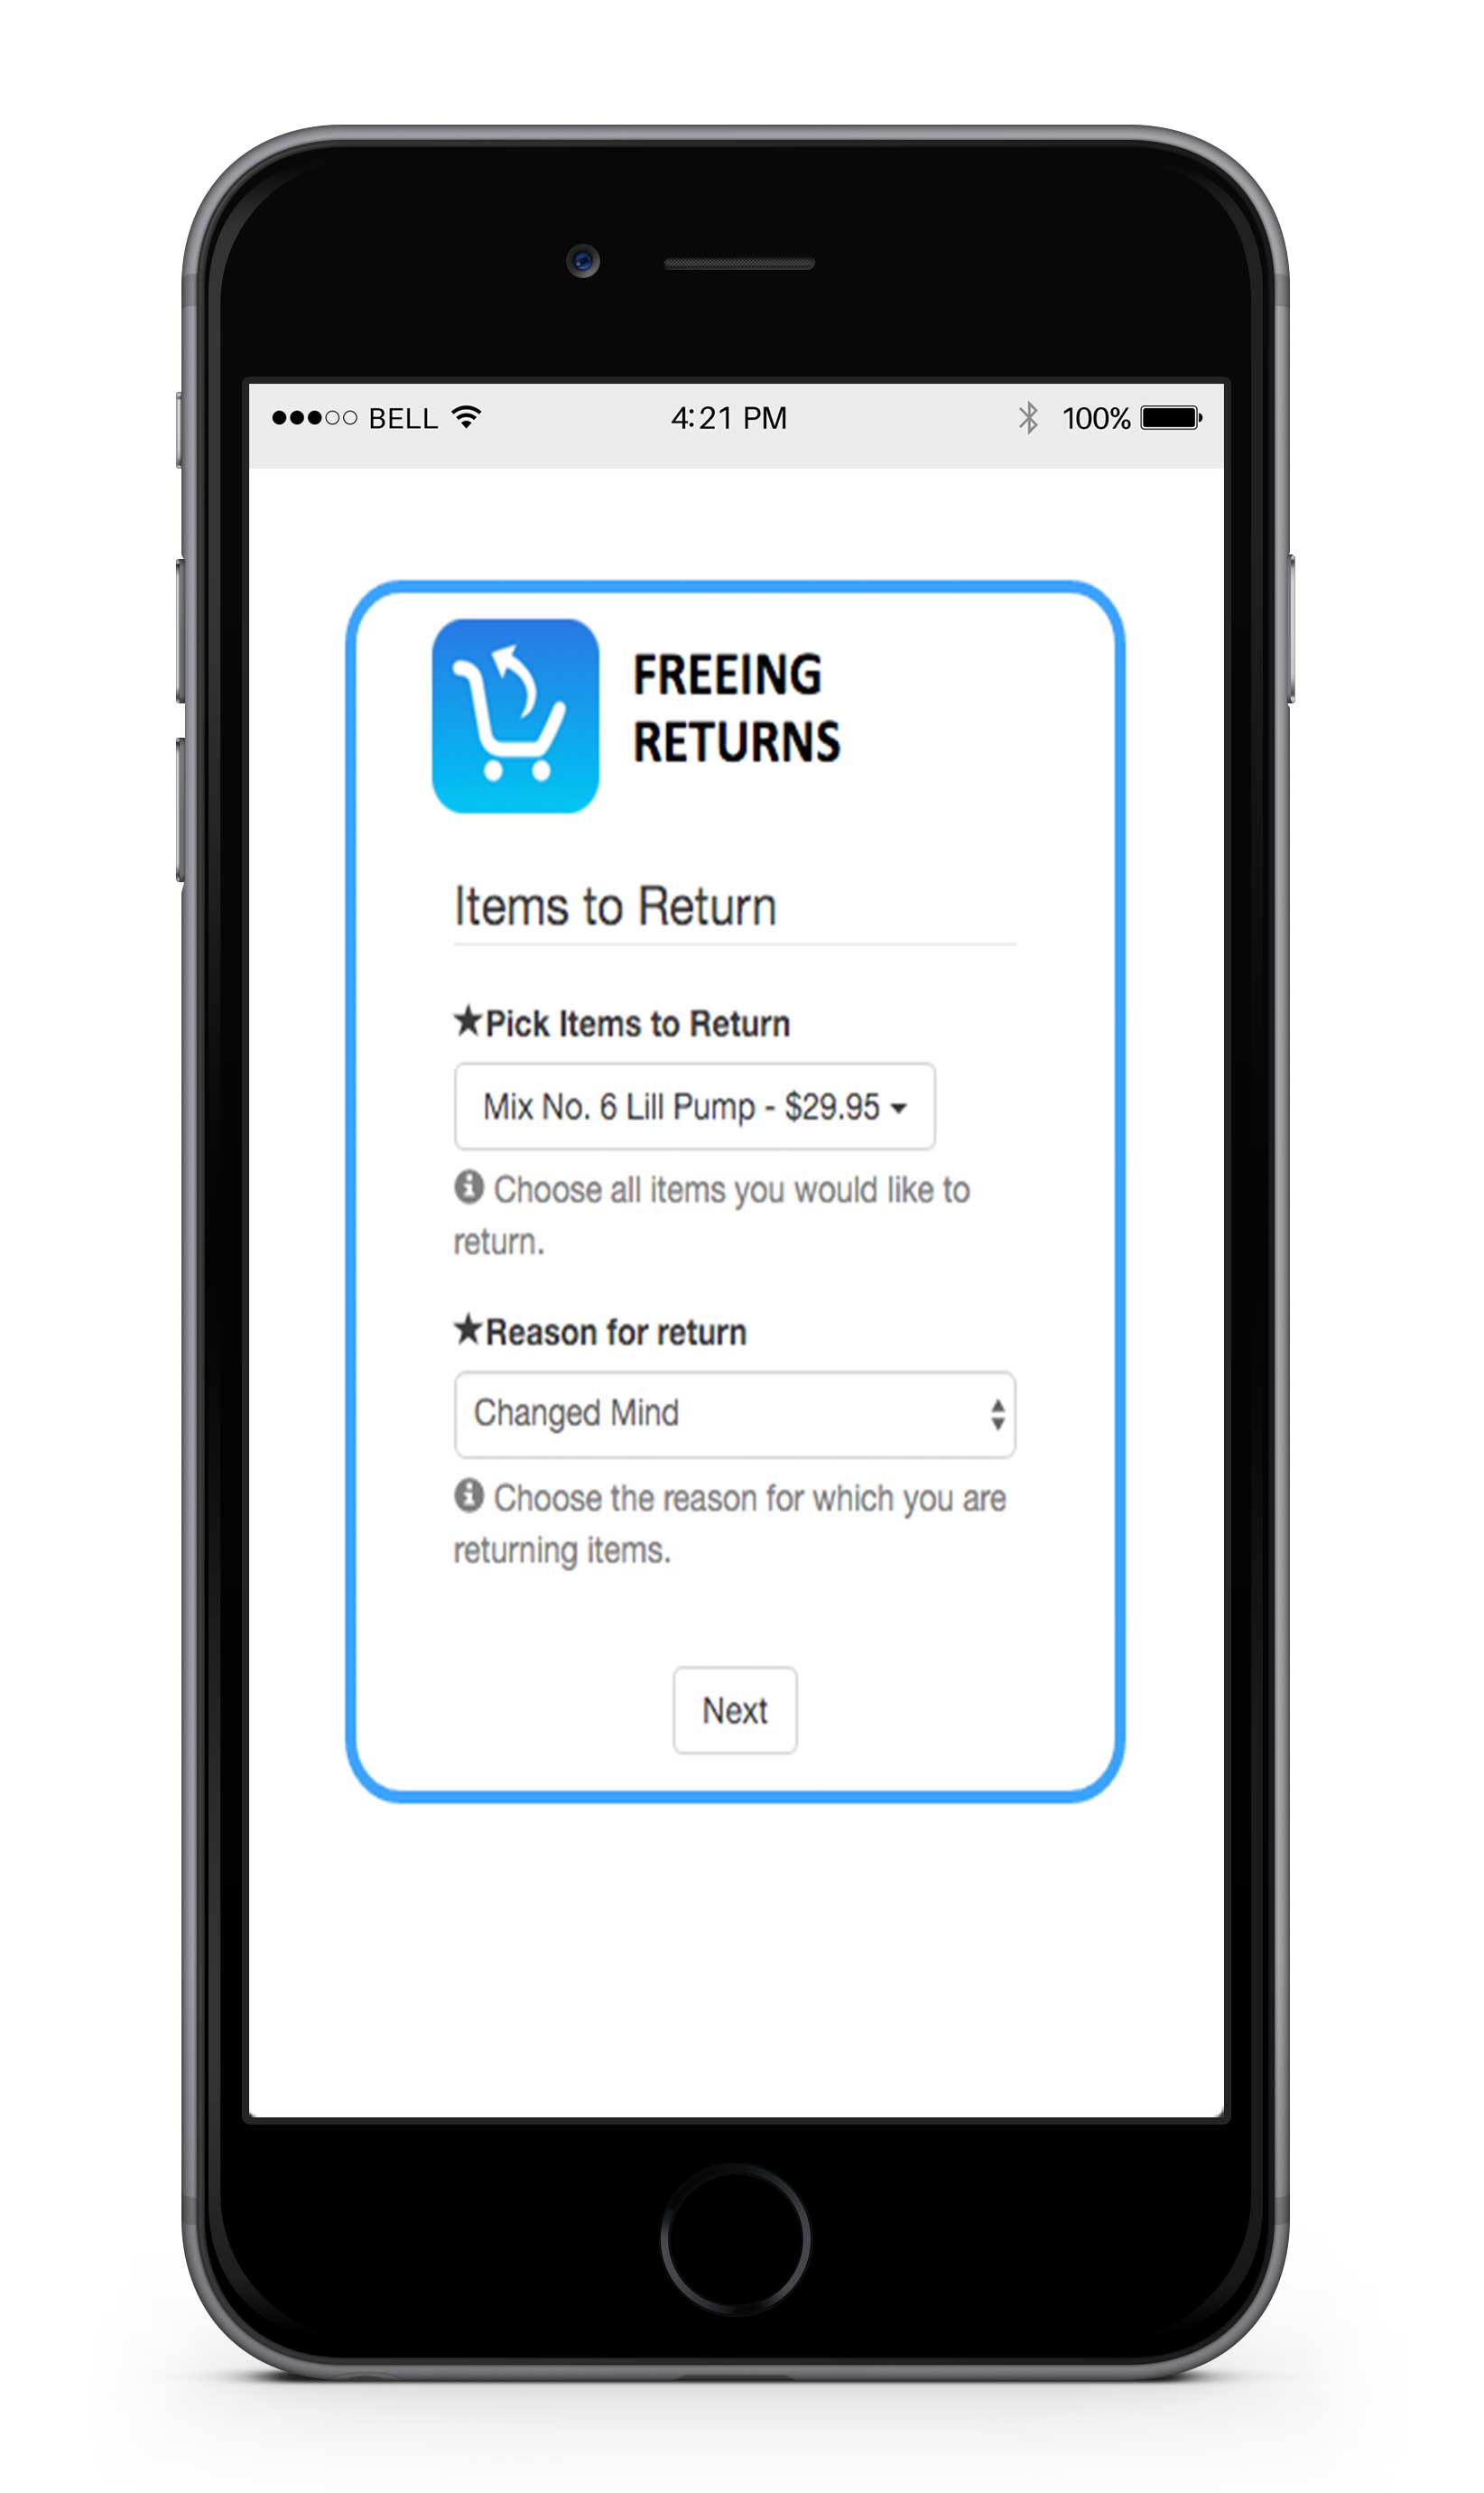 ●●●○○ BELL 4:21 PM 100%
FREEING
RETURNS
Items to Return
★Pick Items to Return
Mix No. 6 Lill Pump - $29.95
Choose all items you would like to
return.
★Reason for return
Changed Mind
Choose the reason for which you are
returning items.
Next